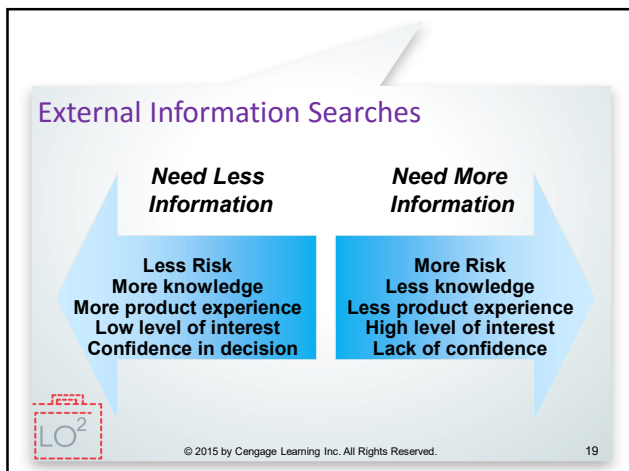 External Information Searches
Need Less
Information
Less Risk
More knowledge
More product experience
Low level of interest
Confidence in decision
Need More
Information
More Risk
Less knowledge
Less product experience
High level of interest
Lack of confidence
LO2
© 2015 by Cengage Learning Inc. All Rights Reserved.
19